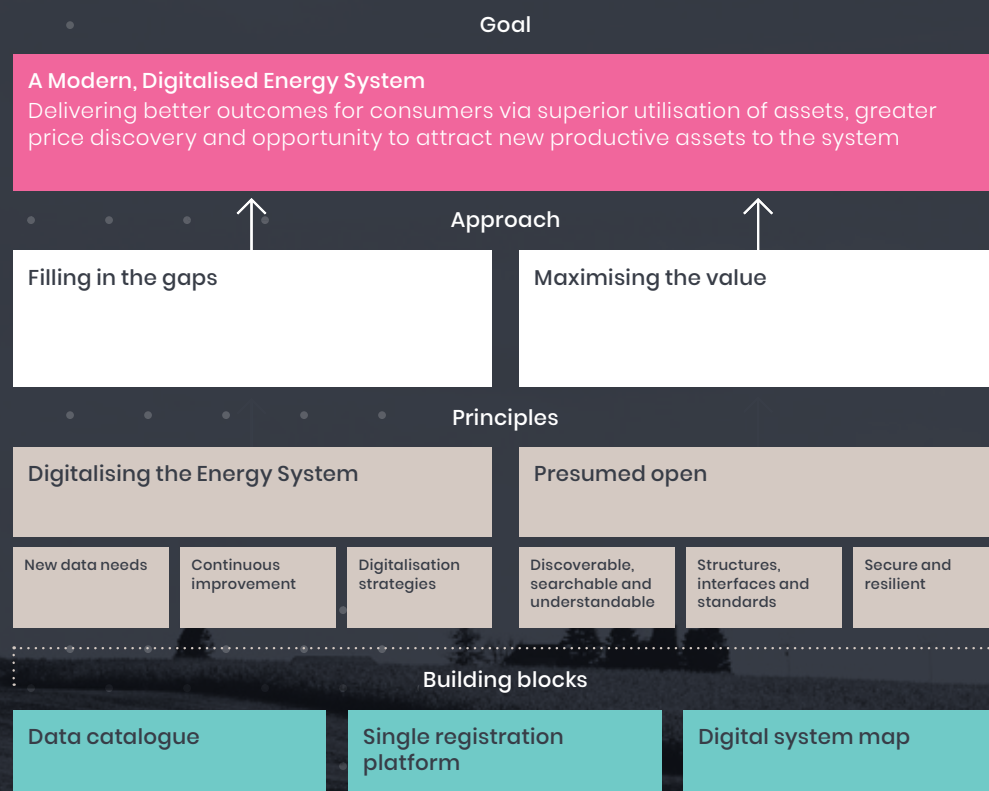 Goal
A Modern, Digitalised Energy System
Delivering better outcomes for consumers via superior utilisation of assets, greater
price discovery and opportunity to attract new productive assets to the system
Approach
Filling in the gaps
Maximising the value
Principles
Digitalising the Energy System
Presumed open
New data needs
Continuous
improvement
Digitalisation
strategies
Discoverable,
searchable and
understandable
Structures,
interfaces and
standards
Secure and
resilient
Building blocks
Data catalogue
Single registration
platform
Digital system map